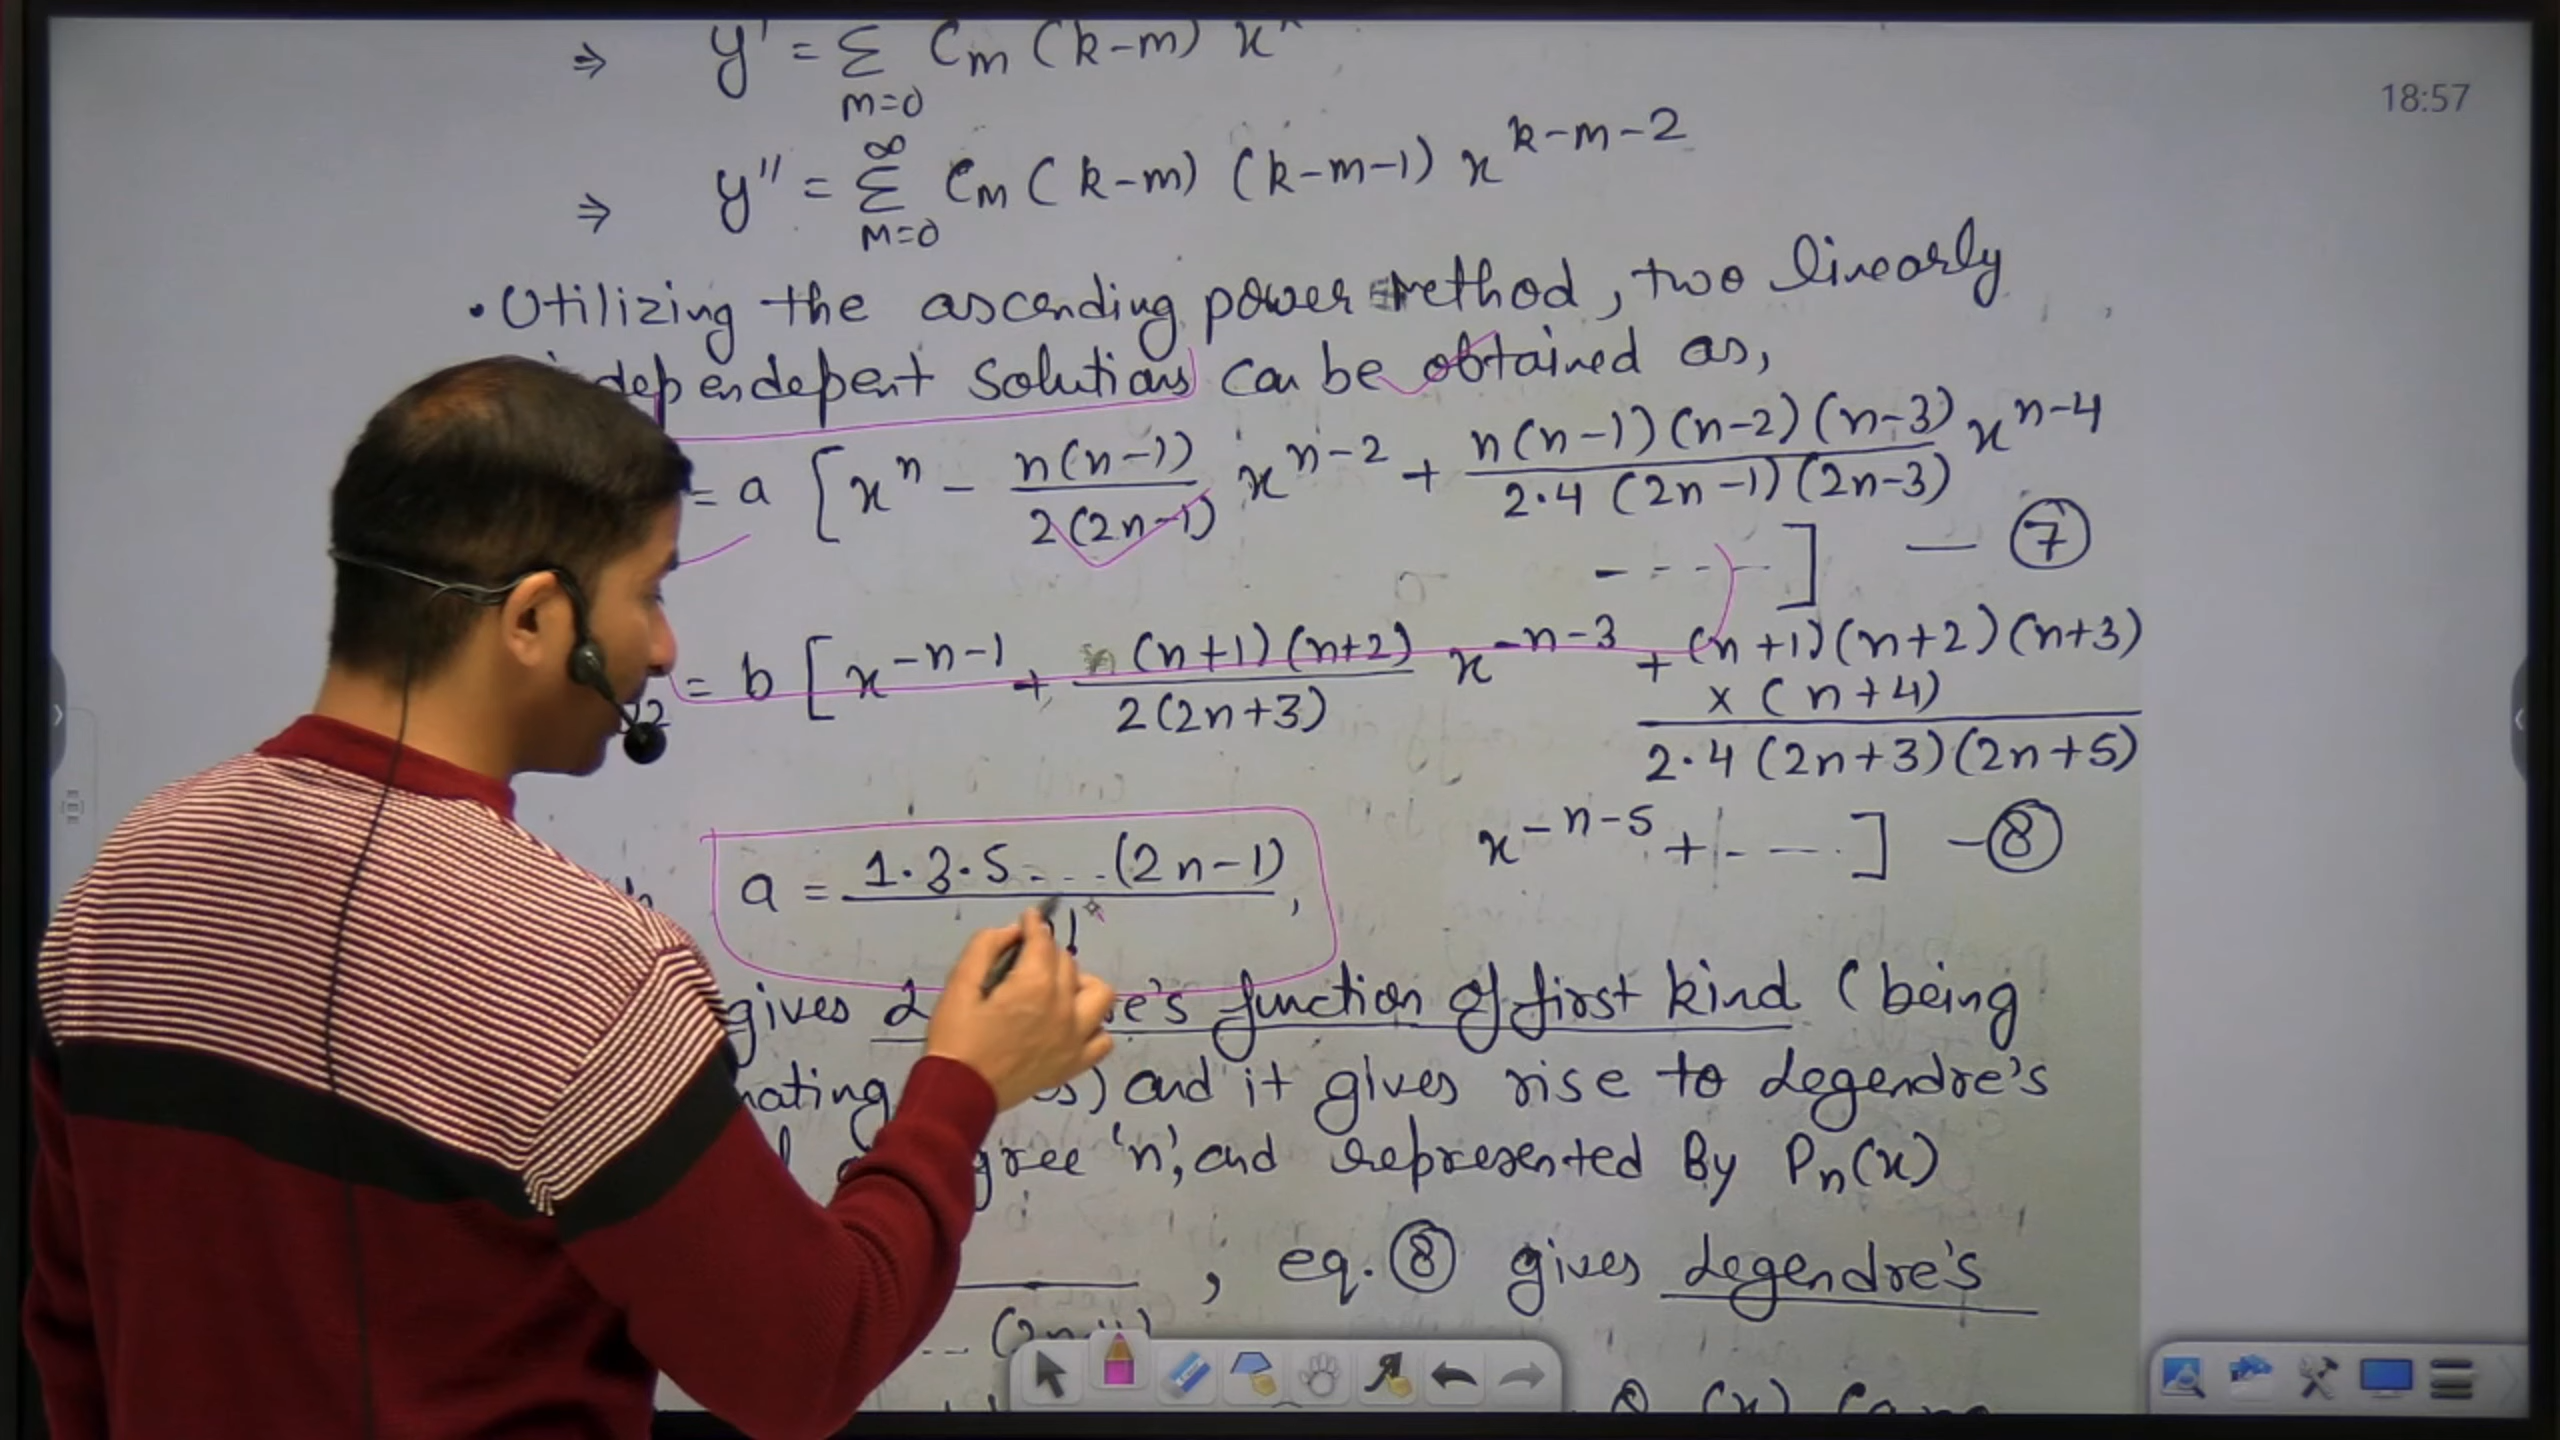 18:57
⇒ y' = Σ Cm (k-m) x
m=0
∞
⇒ y'' = Σ Cm (k-m) (k-m-1) x^{k-m-2}
m=0
• Utilizing the ascending power method, two linearly
dependepent solutions can be obtained as,
= a [x^n - n(n-1)/2(2n-1) x^{n-2} + n(n-1)(n-2)(n-3)/2·4(2n-1)(2n-3) x^{n-4}
- - - - -] — ⑦
= b [x^{-n-1} + (n+1)(n+2)/2(2n+3) x^{-n-3} + (n+1)(n+2)(n+3)×(n+4)/2·4(2n+3)(2n+5)
x^{-n-5} + - - - ] -⑧
a = 1·3·5...(2n-1)/ !,
gives e's function of first kind (being
and it gives rise to Legendre's
'n', and represented By Pn(x)
, eq.⑧ gives Legendre's